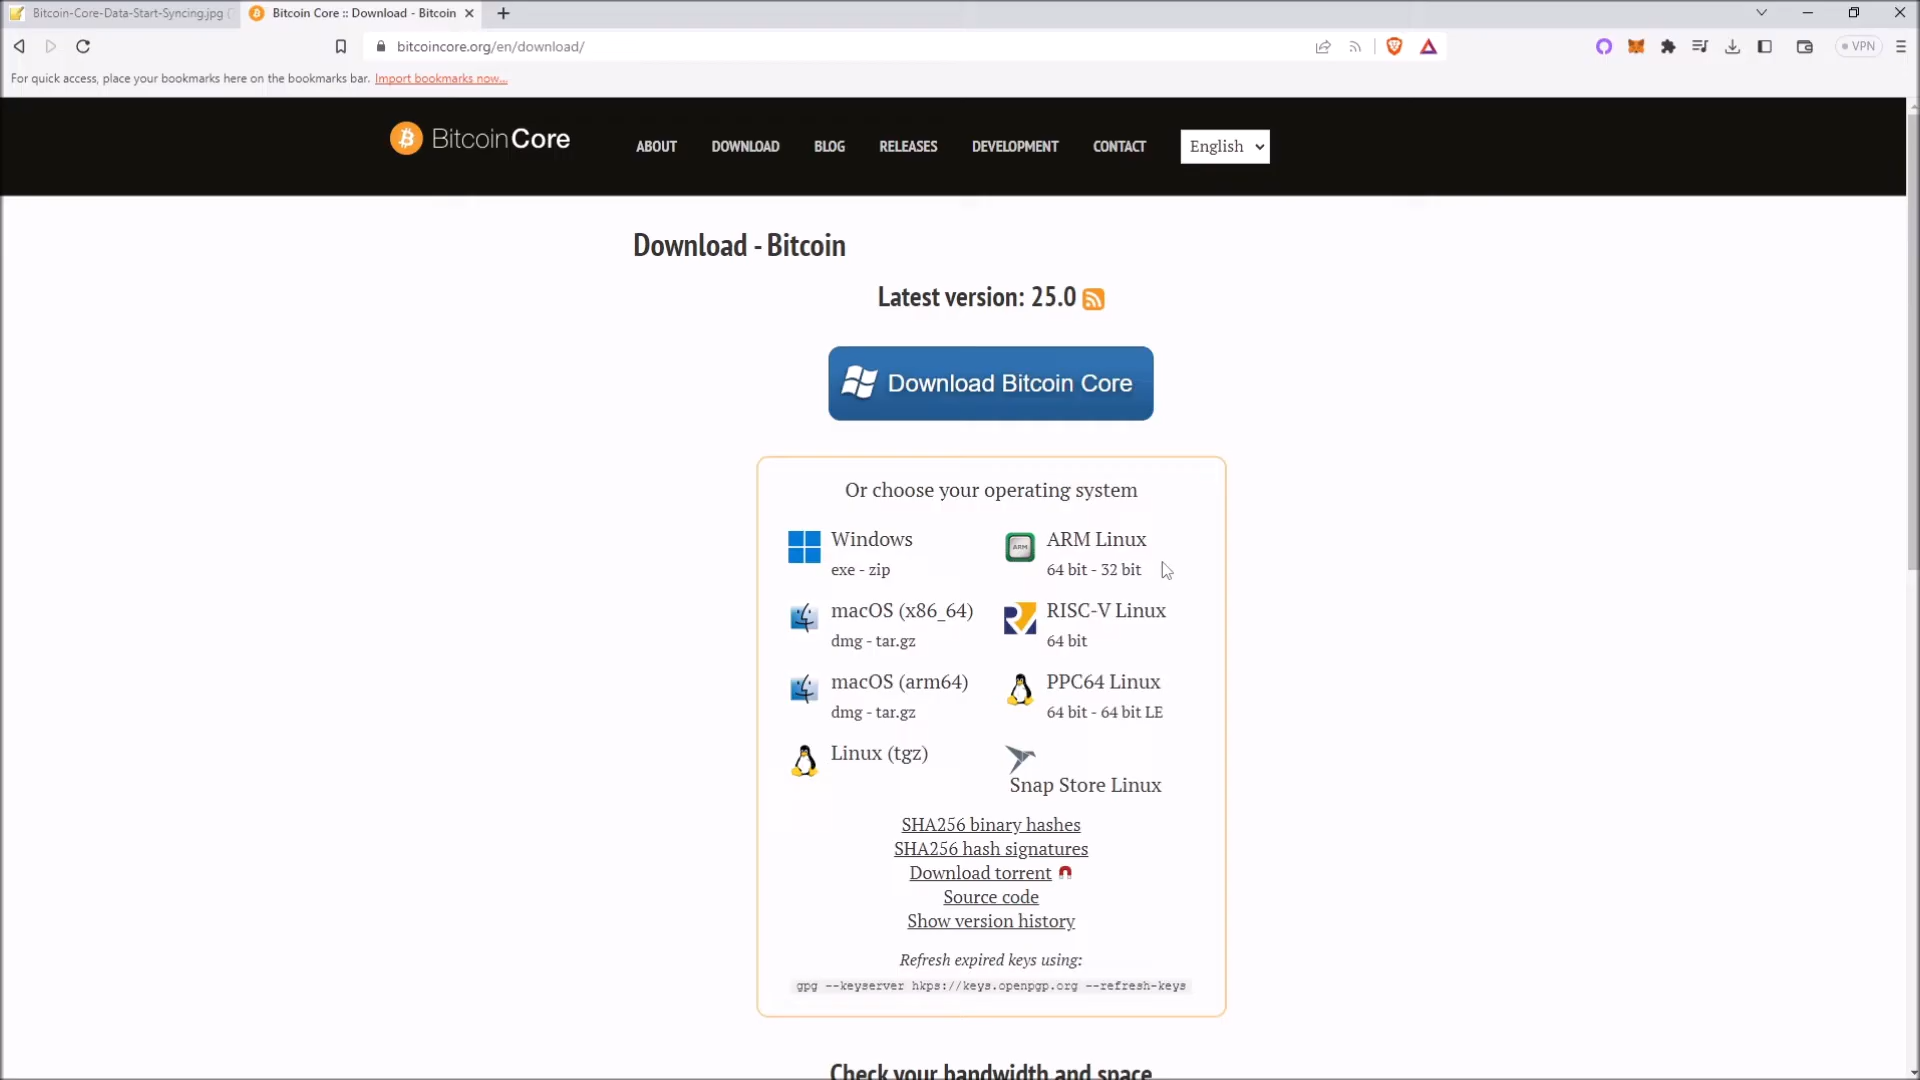 Bitcoin-Core-Data-Start-Syncing.jpg
Bitcoin Core :: Download - Bitcoin
bitcoincore.org/en/download/
VPN
For quick access, place your bookmarks here on the bookmarks bar. Import bookmarks now...
BitcoinCore
ABOUT DOWNLOAD BLOG RELEASES DEVELOPMENT CONTACT English
Download - Bitcoin
Latest version: 25.0
Download Bitcoin Core
Or choose your operating system
Windows
exe - zip
ARM Linux
64 bit - 32 bit
macOS (x86_64)
dmg - tar.gz
RISC-V Linux
64 bit
macOS (arm64)
dmg - tar.gz
PPC64 Linux
64 bit - 64 bit LE
Linux (tgz)
Snap Store Linux
SHA256 binary hashes
SHA256 hash signatures
Download torrent
Source code
Show version history
Refresh expired keys using:
gpg --keyserver hkps://keys.openpgp.org --refresh-keys
Check your bandwidth and space